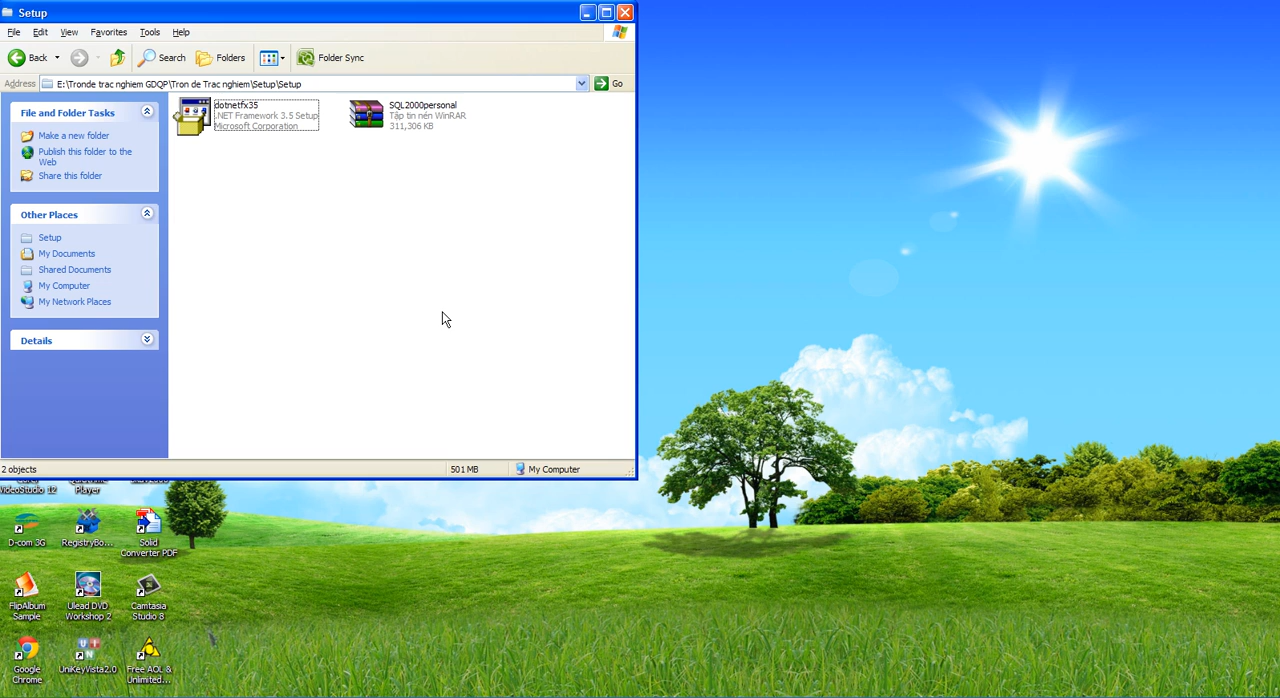 Setup
File Edit View Favorites Tools Help
Back Search Folders Folder Sync
Address E:\Tronde trac nghiem GDQP\Tron de Trac nghiem\Setup\Setup Go
File and Folder Tasks
Make a new folder
Publish this folder to the
Web
Share this folder
Other Places
Setup
My Documents
Shared Documents
My Computer
My Network Places
Details
dotnetfx35
.NET Framework 3.5 Setup
Microsoft Corporation
SQL2000personal
Tập tin nén WinRAR
311,306 KB
2 objects 501 MB My Computer
VideoStudio 12
Player
D-com 3G
RegistryBo...
Solid
Converter PDF
FlipAlbum
Sample
Ulead DVD
Workshop 2
Camtasia
Studio 8
Google
Chrome
UniKeyVista2.0
Free AOL &
Unlimited...